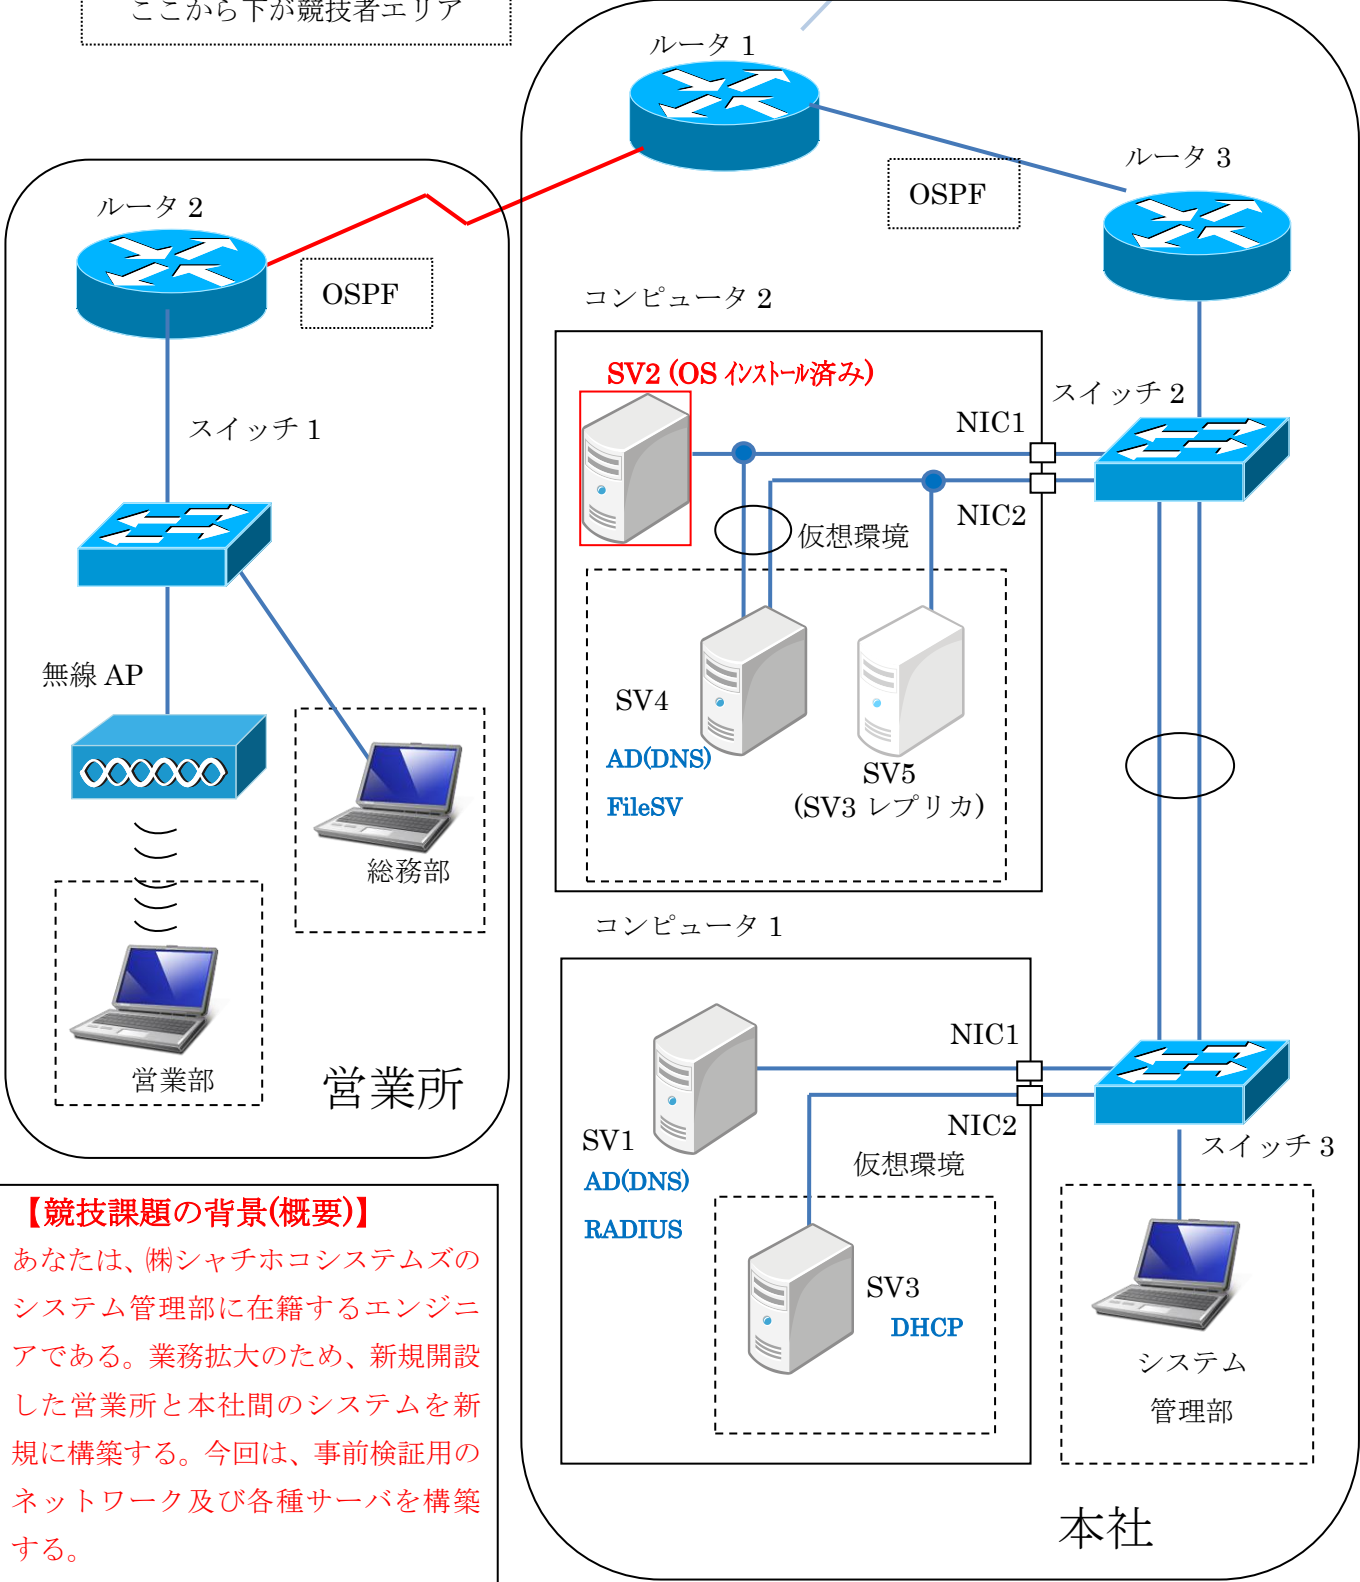 ここから下が競技者エリア
ルータ 1
ルータ 3
OSPF
ルータ 2
OSPF
コンピュータ 2
SV2 (OS ｲﾝｽﾄｰﾙ済み)
スイッチ 2
NIC1
スイッチ 1
NIC2
仮想環境
無線 AP
SV4
AD(DNS)
FileSV
SV5
(SV3 レプリカ)
総務部
コンピュータ 1
営業部
営業所
NIC1
NIC2
SV1
AD(DNS)
RADIUS
仮想環境
スイッチ 3
SV3
DHCP
システム
管理部
本社
【競技課題の背景(概要)】
あなたは、㈱シャチホコシステムズの
システム管理部に在籍するエンジニ
アである。業務拡大のため、新規開設
した営業所と本社間のシステムを新
規に構築する。今回は、事前検証用の
ネットワーク及び各種サーバを構築
する。